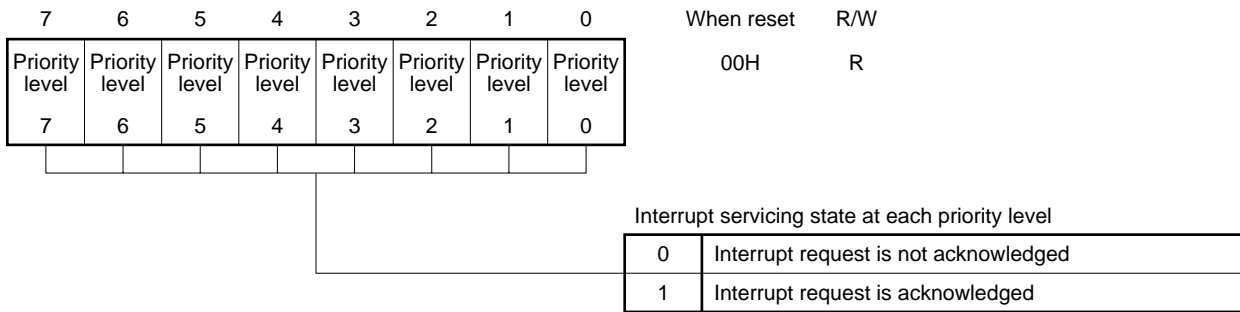 7 6 5 4 3 2 1 0 When reset R/W
Priority level 7 Priority level 6 Priority level 5 Priority level 4 Priority level 3 Priority level 2 Priority level 1 Priority level 0 00H R
Interrupt servicing state at each priority level
0 Interrupt request is not acknowledged
1 Interrupt request is acknowledged